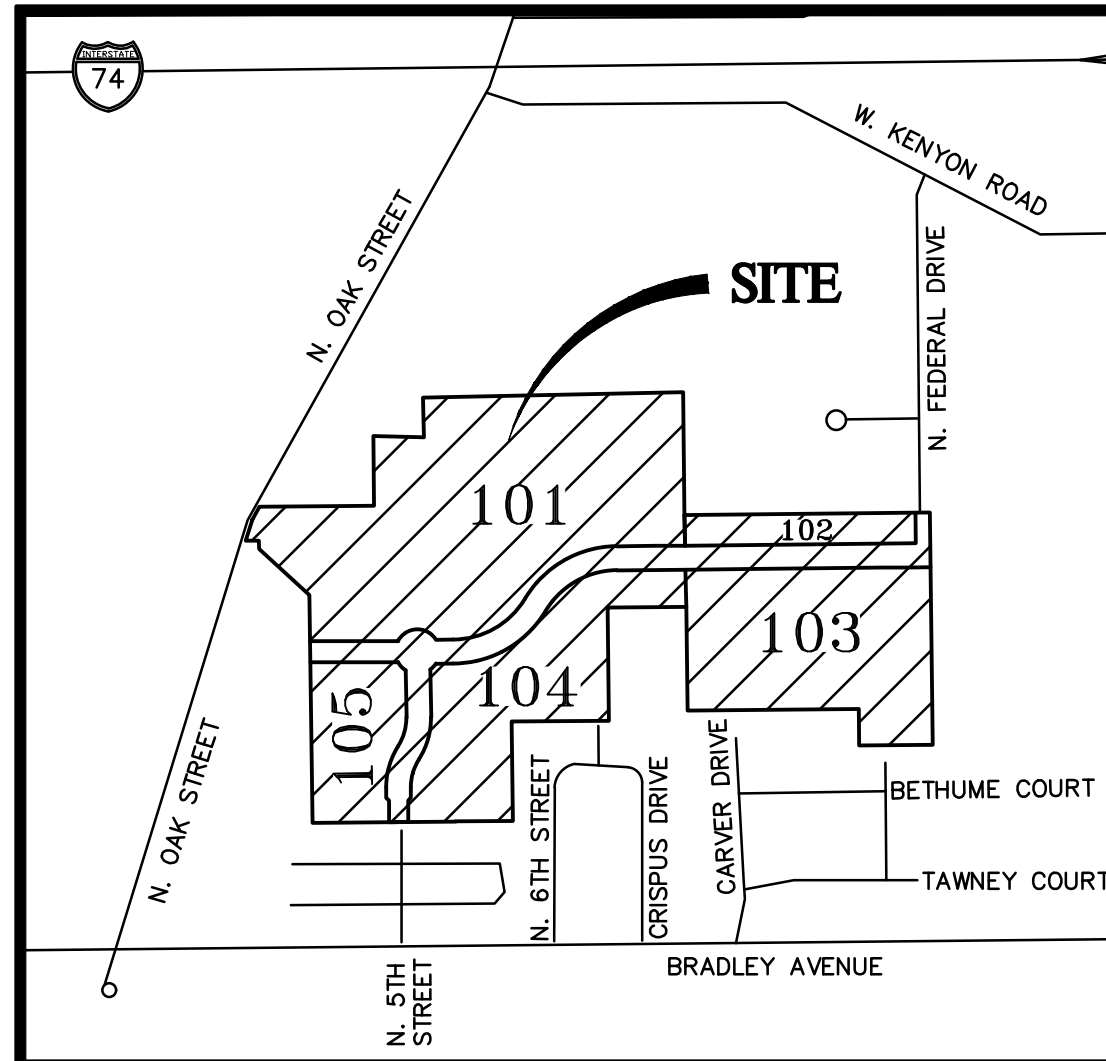 INTERSTATE
74
W. KENYON ROAD
N. OAK STREET
SITE
N. FEDERAL DRIVE
101
102
103
104
105
N. OAK STREET
N. 6TH STREET
CRISPUS DRIVE
CARVER DRIVE
BETHUME COURT
TAWNEY COURT
BRADLEY AVENUE
N. 5TH
STREET